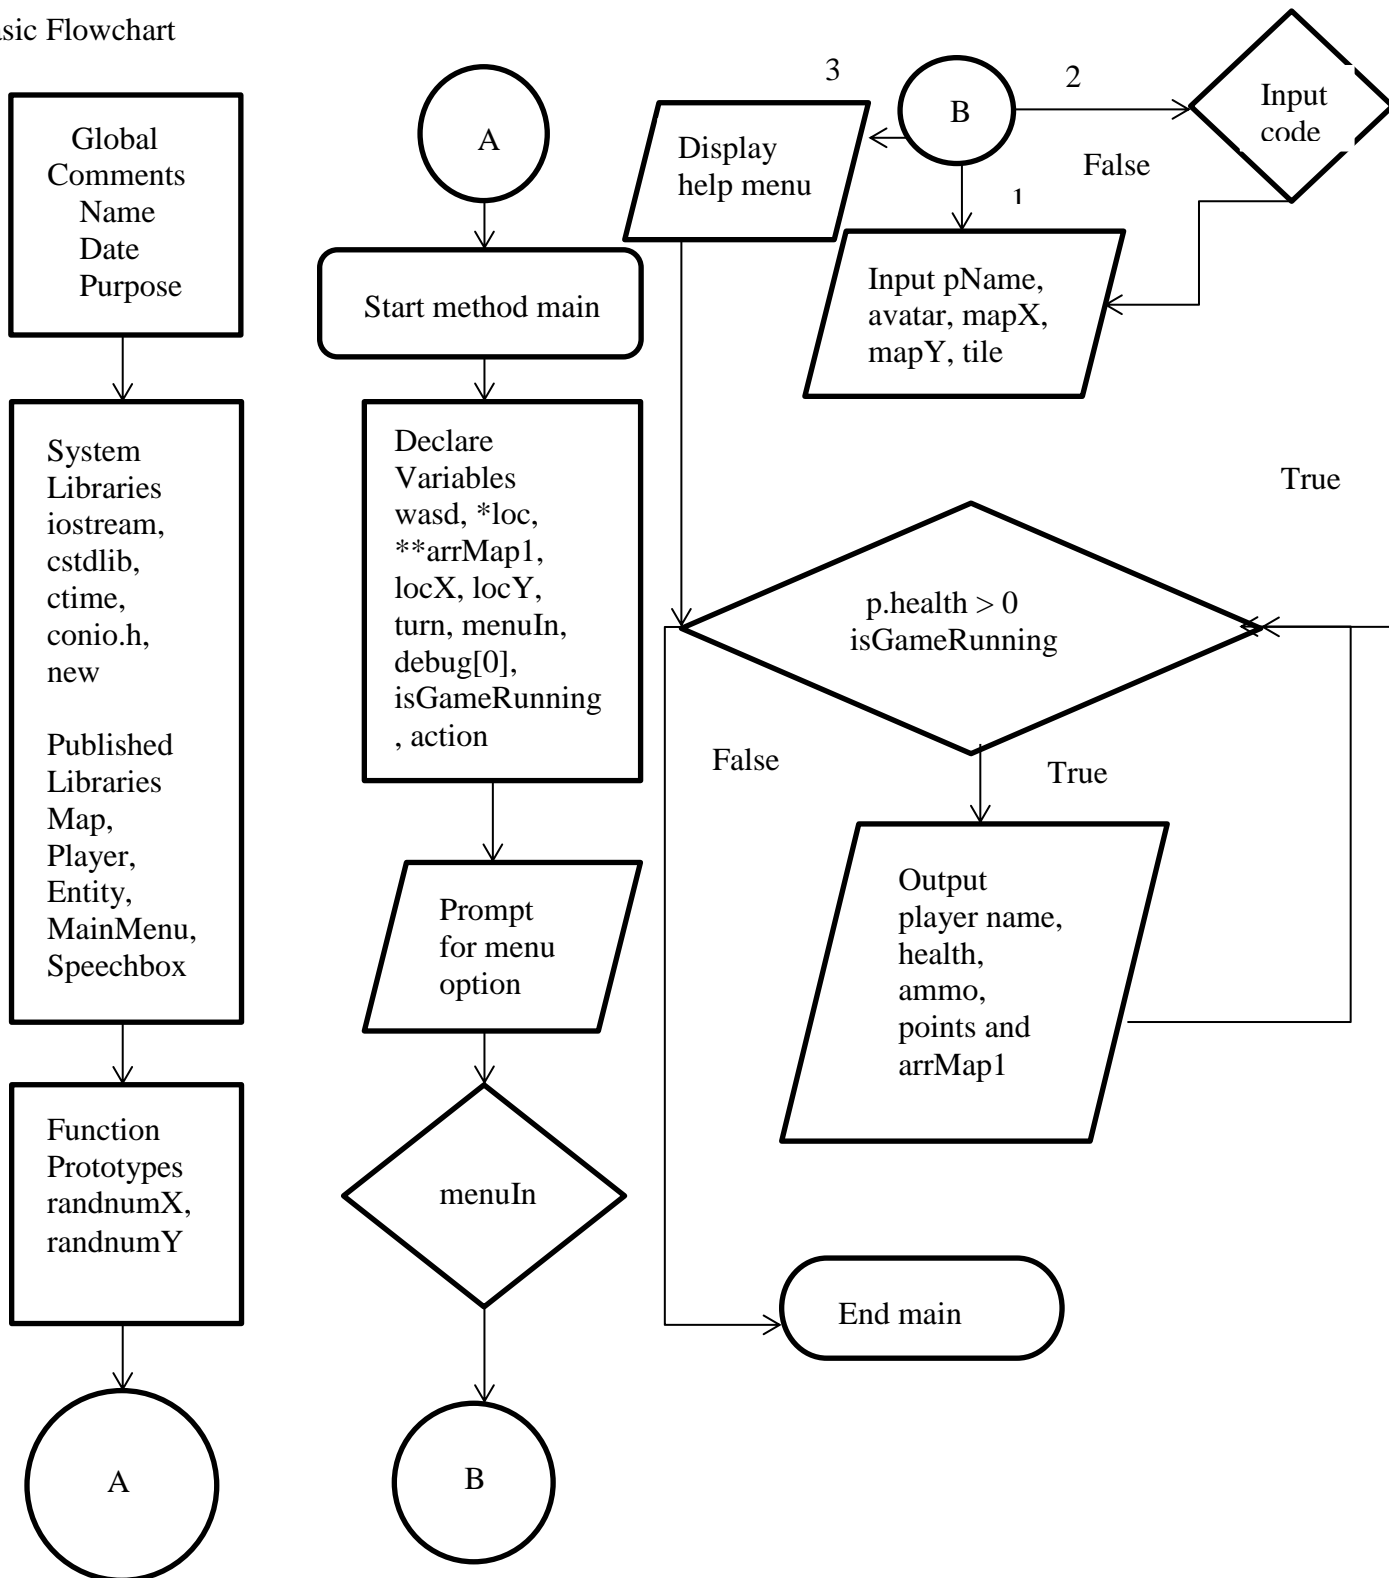 sic Flowchart
Global
Comments
Name
Date
Purpose
System
Libraries
iostream,
cstdlib,
ctime,
conio.h,
new
Published
Libraries
Map,
Player,
Entity,
MainMenu,
Speechbox
Function
Prototypes
randnumX,
randnumY
A
A
Start method main
Declare
Variables
wasd, *loc,
**arrMap1,
locX, locY,
turn, menuIn,
debug[0],
isGameRunning
, action
Prompt
for menu
option
menuIn
B
3
B
2
Input
code
Display
help menu
False
1
Input pName,
avatar, mapX,
mapY, tile
True
p.health > 0
isGameRunning
False
True
Output
player name,
health,
ammo,
points and
arrMap1
End main